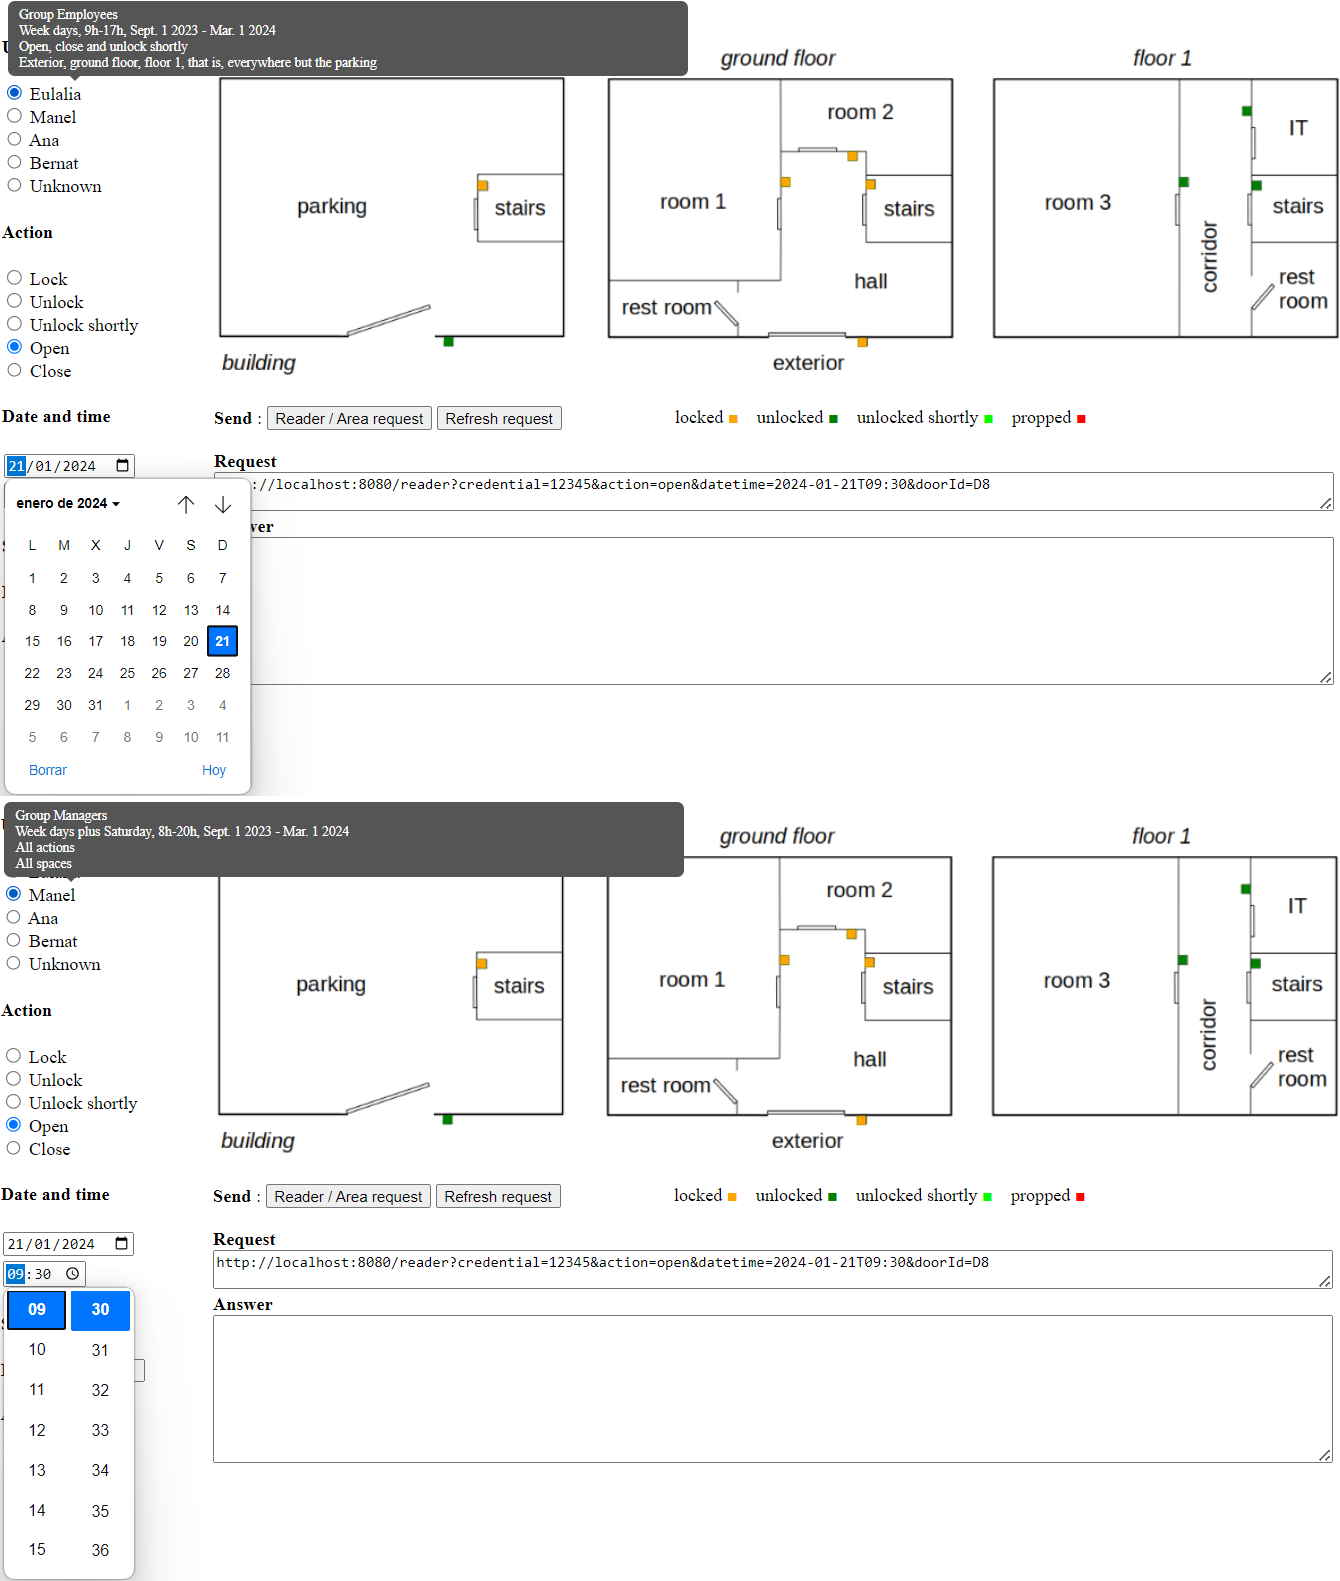 Group Employees
Week days, 9h-17h, Sept. 1 2023 - Mar. 1 2024
Open, close and unlock shortly
Exterior, ground floor, floor 1, that is, everywhere but the parking
Eulalia
Manel
Ana
Bernat
Unknown
Action
Lock
Unlock
Unlock shortly
Open
Close
Date and time
21/01/2024
enero de 2024
L M X J V S D
1 2 3 4 5 6 7
8 9 10 11 12 13 14
15 16 17 18 19 20 21
22 23 24 25 26 27 28
29 30 31 1 2 3 4
5 6 7 8 9 10 11
Borrar Hoy
parking
stairs
building
ground floor
room 2
room 1
stairs
hall
rest room
exterior
floor 1
IT
room 3
stairs
corridor
rest
room
Send : Reader / Area request Refresh request
locked unlocked unlocked shortly propped
Request
://localhost:8080/reader?credential=12345&action=open&datetime=2024-01-21T09:30&doorId=D8
wer
Group Managers
Week days plus Saturday, 8h-20h, Sept. 1 2023 - Mar. 1 2024
All actions
All spaces
Manel
Ana
Bernat
Unknown
Action
Lock
Unlock
Unlock shortly
Open
Close
Date and time
21/01/2024
09:30
09 30
10 31
11 32
12 33
13 34
14 35
15 36
parking
stairs
building
ground floor
room 2
room 1
stairs
hall
rest room
exterior
floor 1
IT
room 3
stairs
corridor
rest
room
Send : Reader / Area request Refresh request
locked unlocked unlocked shortly propped
Request
http://localhost:8080/reader?credential=12345&action=open&datetime=2024-01-21T09:30&doorId=D8
Answer